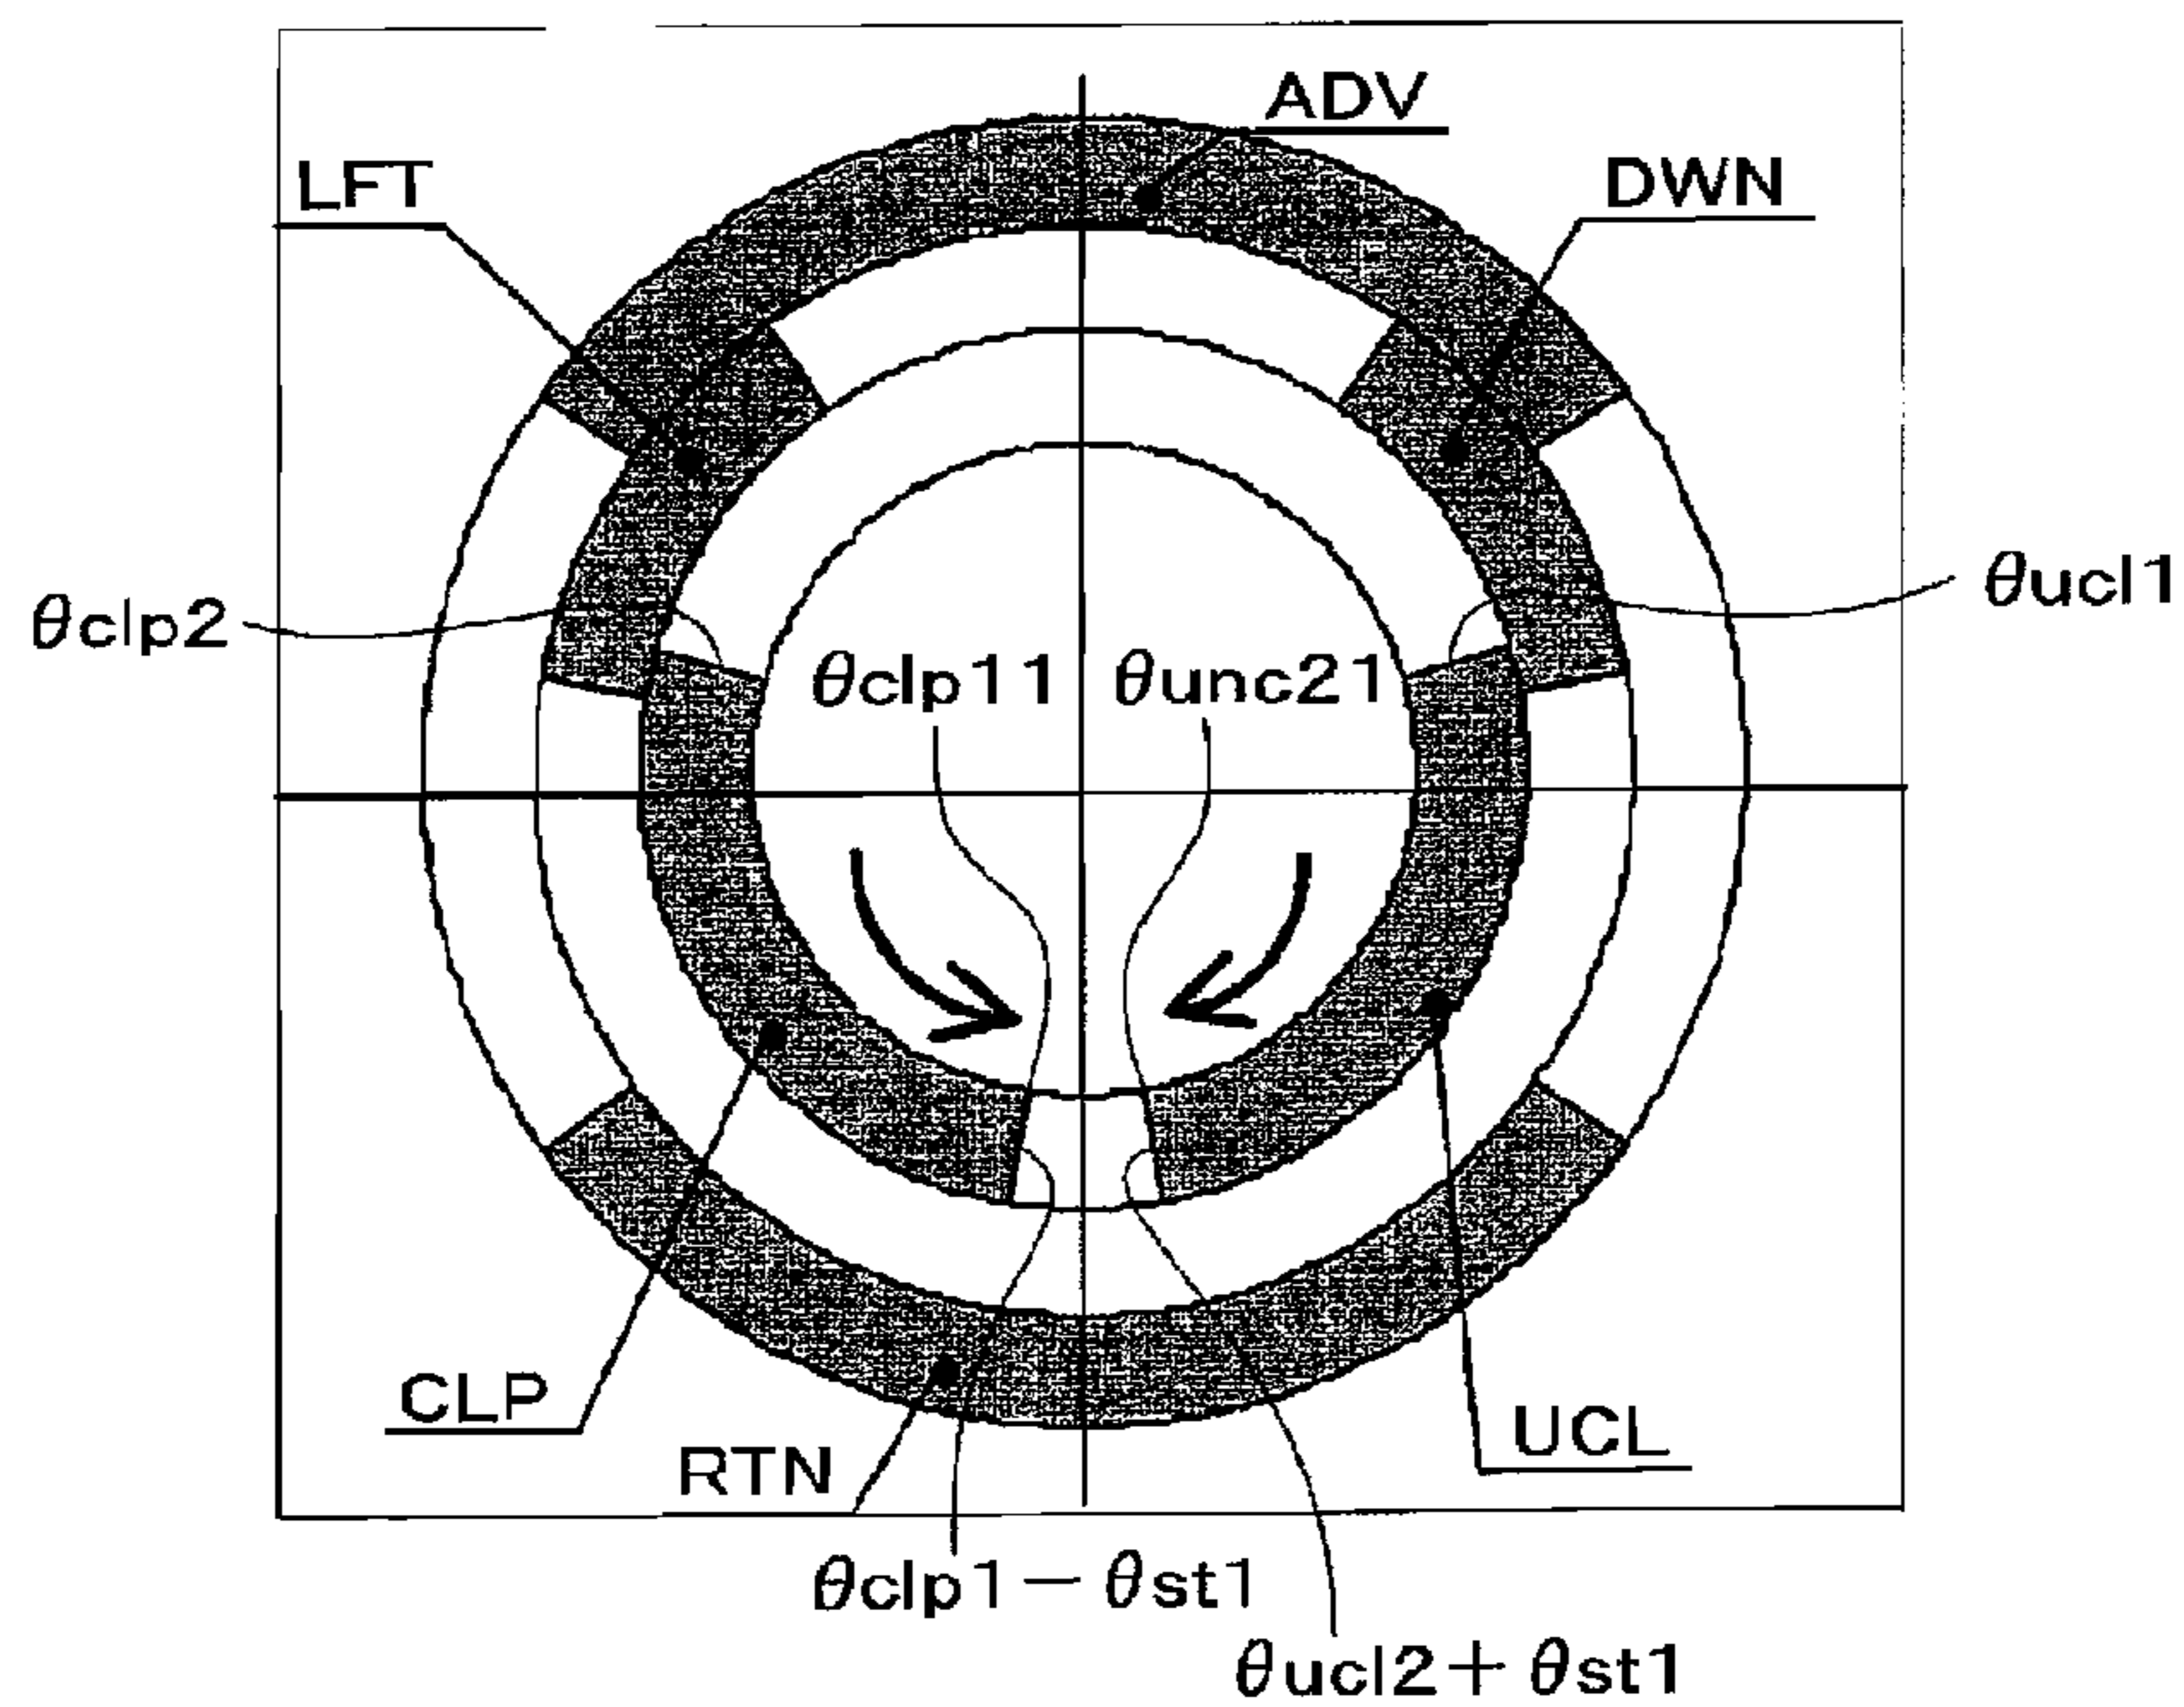 ADV
LFT
DWN
θucl1
θclp2
θclp11
θunc21
CLP
UCL
RTN
θclp1－θst1
θucl2＋θst1